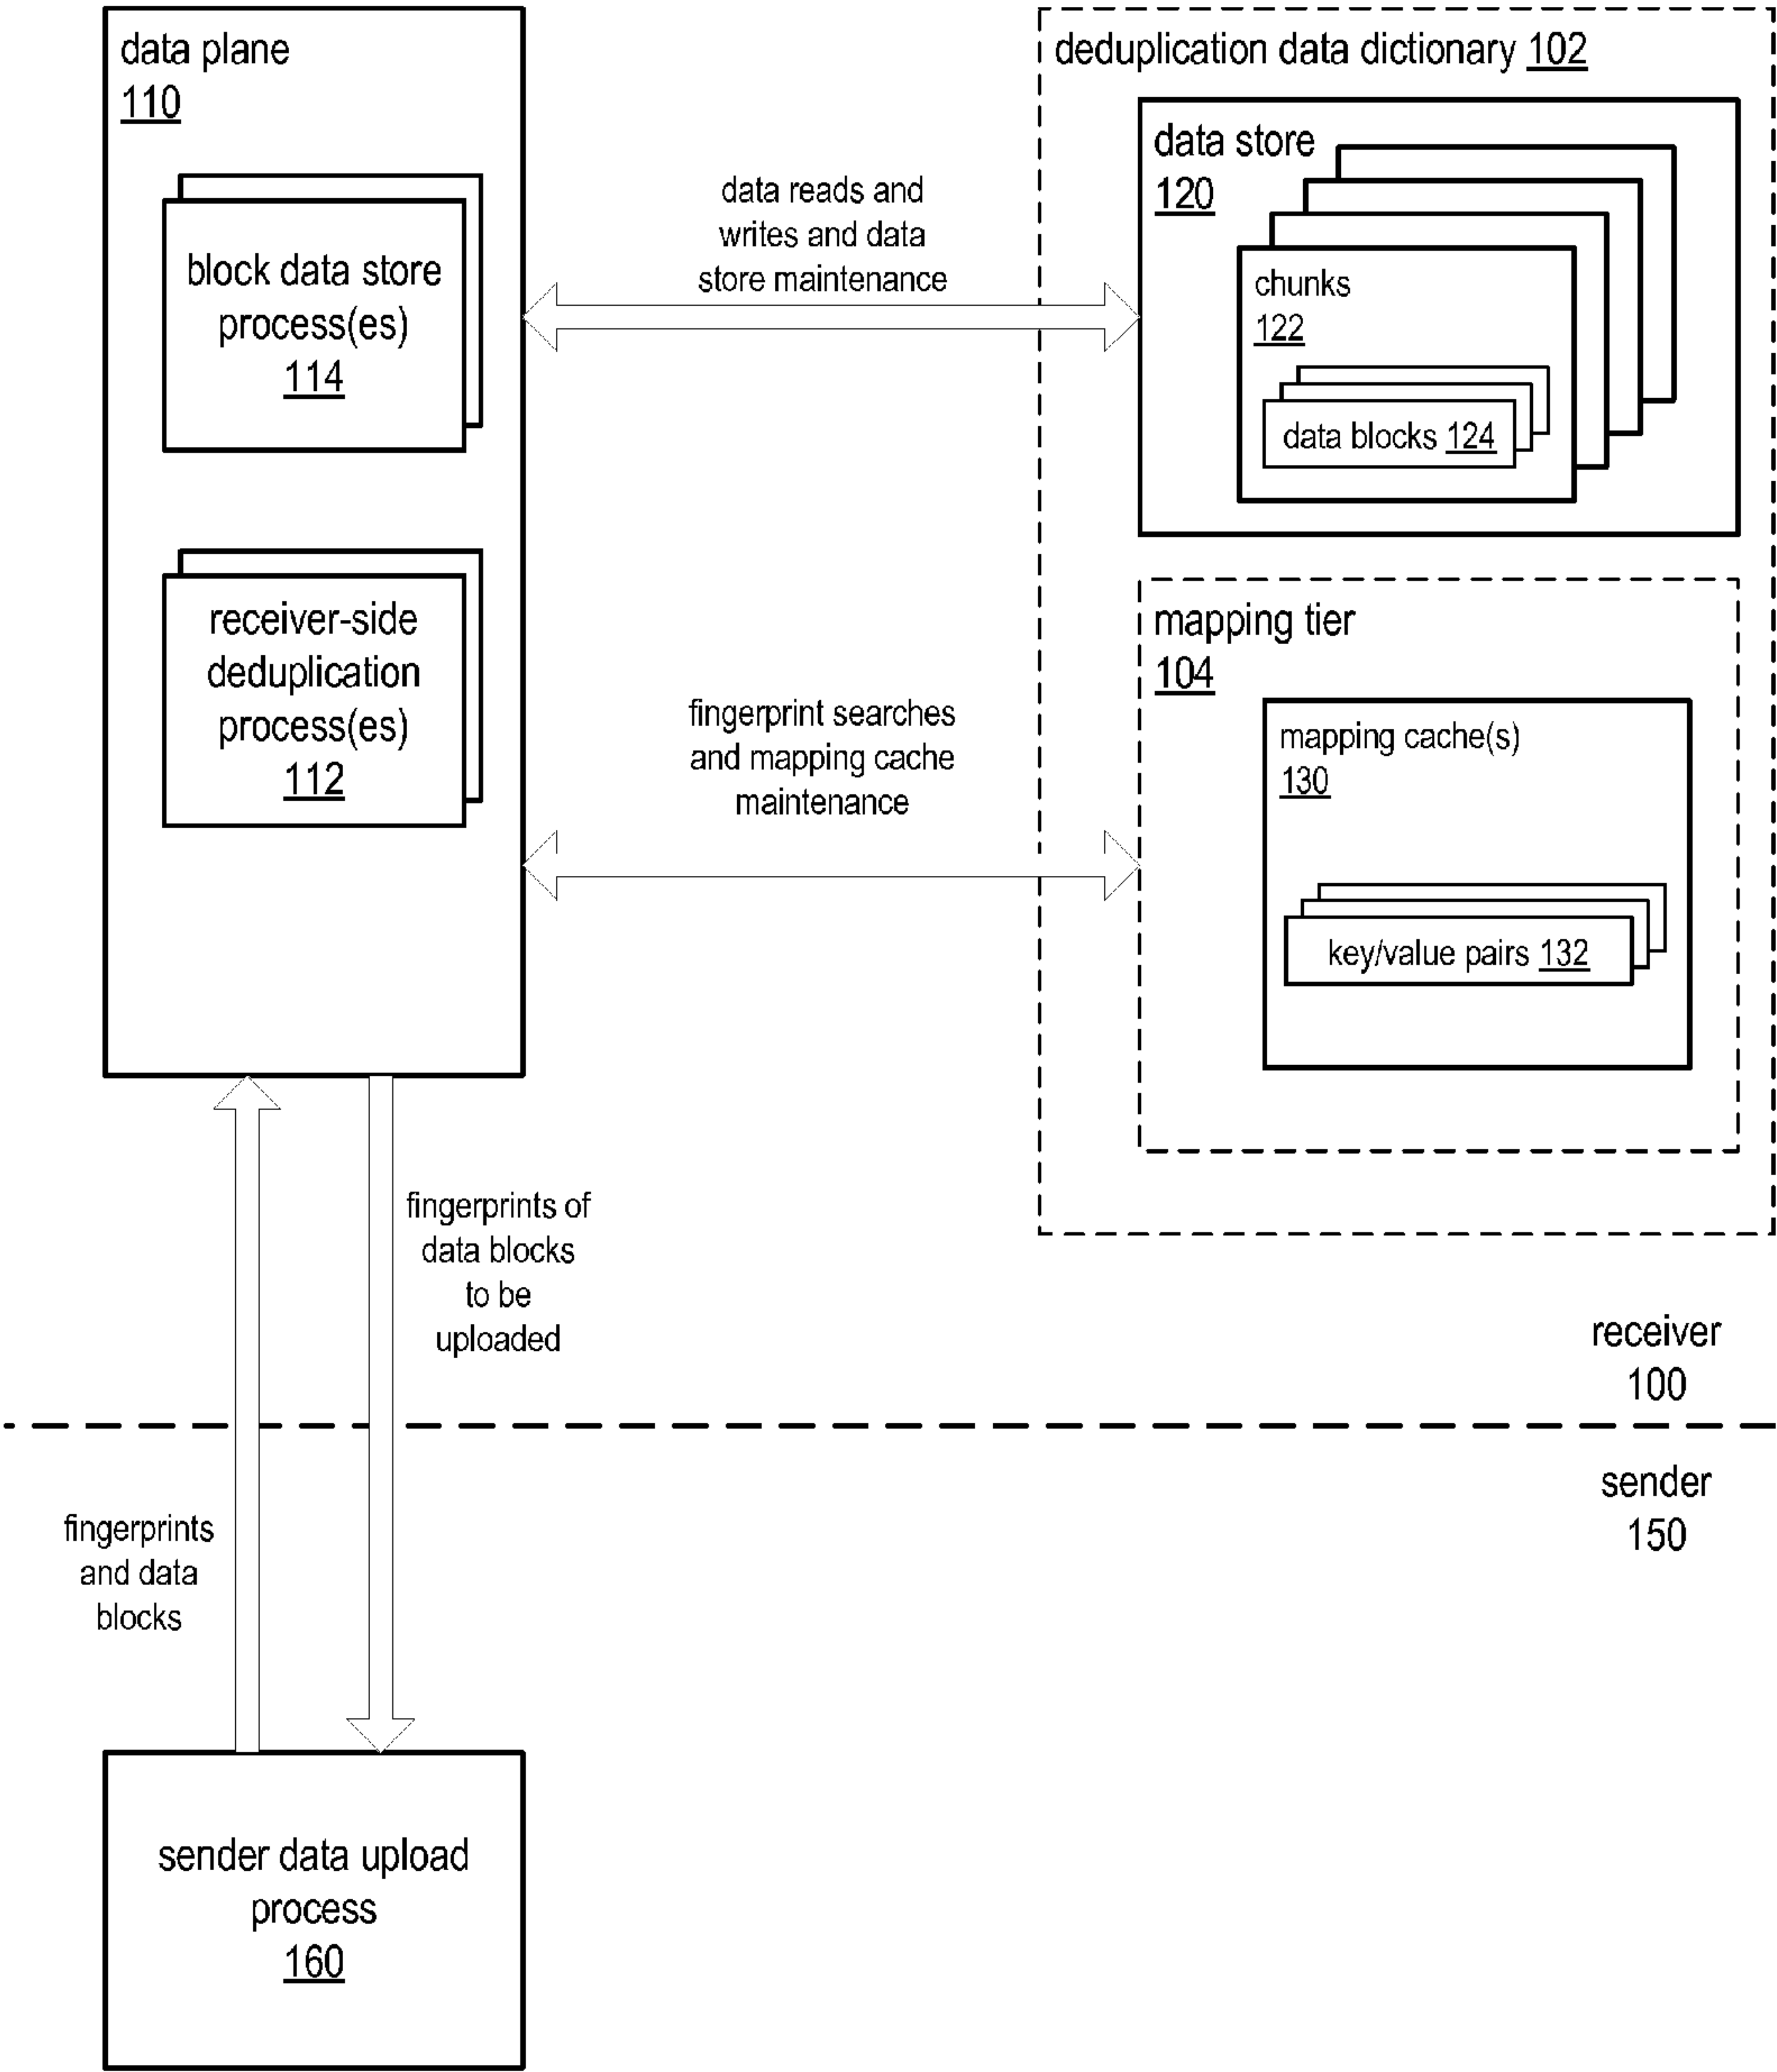 data plane
110
block data store
process(es)
114
receiver-side
deduplication
process(es)
112
data reads and
writes and data
store maintenance
fingerprint searches
and mapping cache
maintenance
deduplication data dictionary 102
data store
120
chunks
122
data blocks 124
mapping tier
104
mapping cache(s)
130
key/value pairs 132
fingerprints of
data blocks
to be
uploaded
receiver
100
sender
150
fingerprints
and data
blocks
sender data upload
process
160